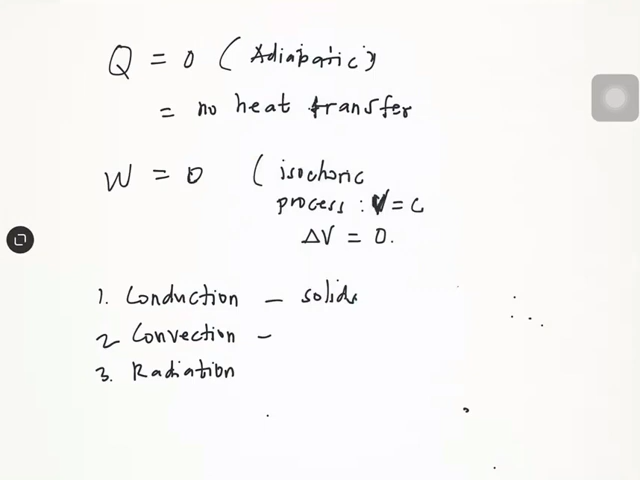 Q = 0 ( Adiabatic)
= no heat transfer
W = 0 ( isochoric
process : V = C
ΔV = 0.
1. Conduction – solids
2 Convection –
3. Radiation